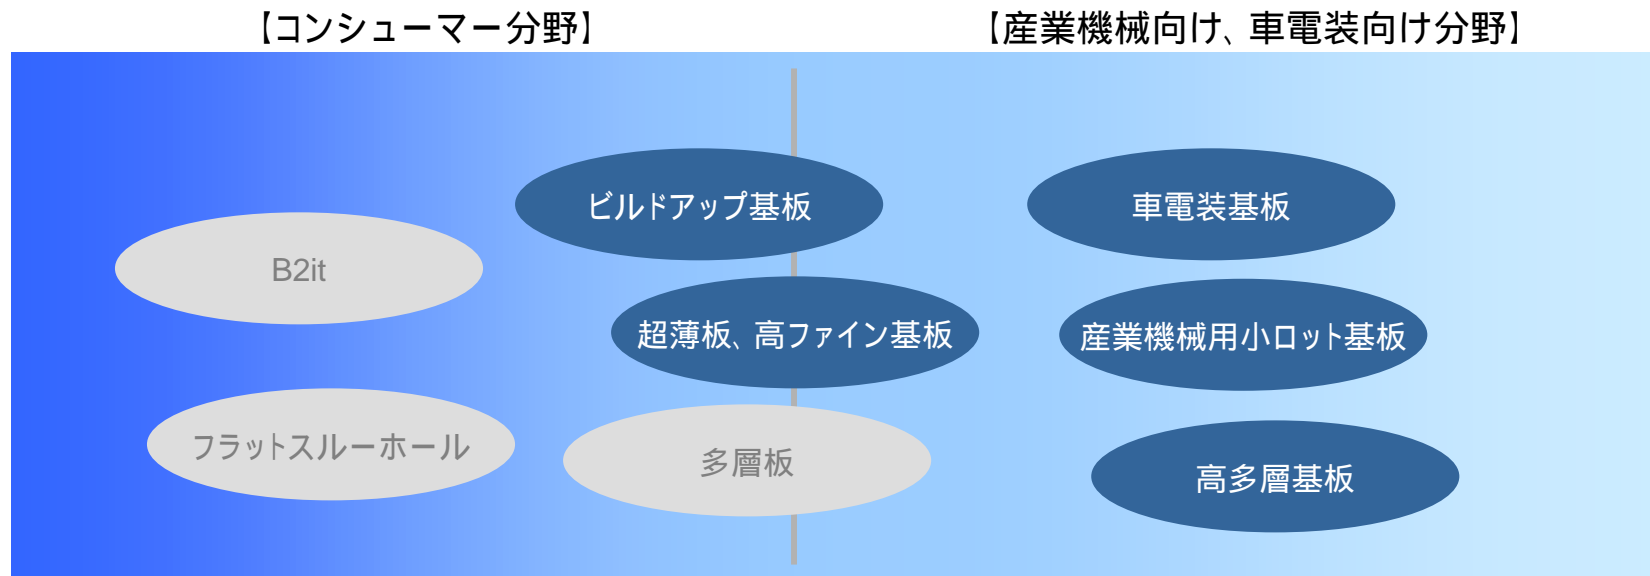 【コンシューマー分野】
【産業機械向け、車電装向け分野】
ビルドアップ基板
車電装基板
B2it
超薄板、高ファイン基板
産業機械用小ロット基板
フラットスルーホール
多層板
高多層基板